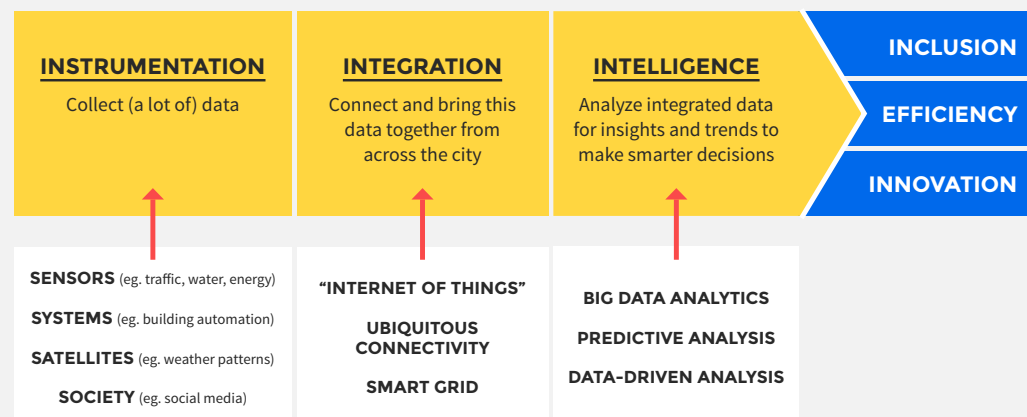 INSTRUMENTATION
Collect (a lot of) data
INTEGRATION
Connect and bring this
data together from
across the city
INTELLIGENCE
Analyze integrated data
for insights and trends to
make smarter decisions
INCLUSION
EFFICIENCY
INNOVATION
SENSORS (eg. traffic, water, energy)
SYSTEMS (eg. building automation)
SATELLITES (eg. weather patterns)
SOCIETY (eg. social media)
“INTERNET OF THINGS”
UBIQUITOUS
CONNECTIVITY
SMART GRID
BIG DATA ANALYTICS
PREDICTIVE ANALYSIS
DATA-DRIVEN ANALYSIS